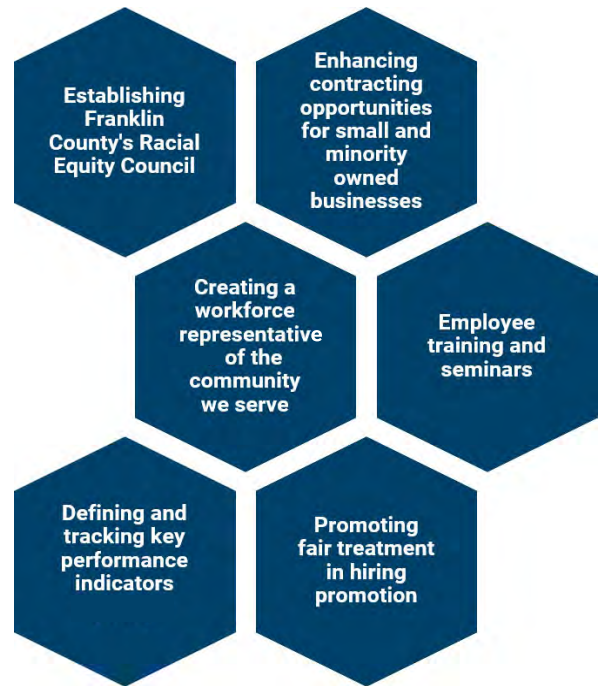 Establishing
Franklin
County's Racial
Equity Council
Enhancing
contracting
opportunities
for small and
minority
owned
businesses
Creating a
workforce
representative
of the
community
we serve
Employee
training and
seminars
Defining and
tracking key
performance
indicators
Promoting
fair treatment
in hiring
promotion